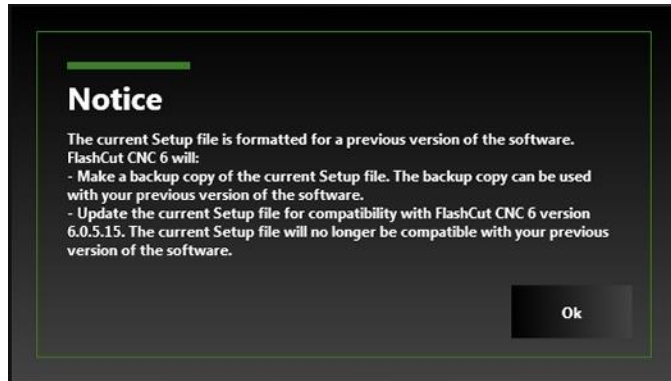 Notice
The current Setup file is formatted for a previous version of the software.
FlashCut CNC 6 will:
- Make a backup copy of the current Setup file. The backup copy can be used
with your previous version of the software.
- Update the current Setup file for compatibility with FlashCut CNC 6 version
6.0.5.15. The current Setup file will no longer be compatible with your previous
version of the software.
Ok